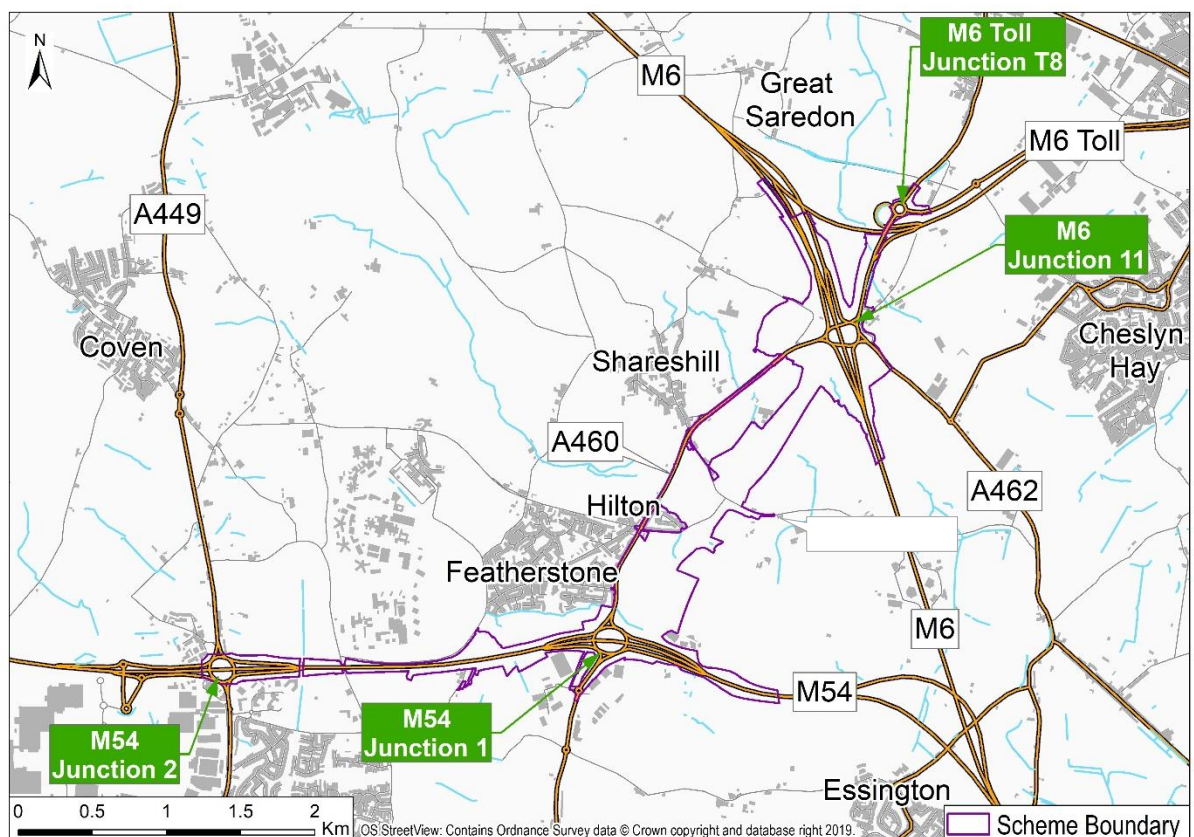 N
M6 Toll
Junction T8
M6
Great
Saredon
M6 Toll
A449
M6
Junction 11
Coven
Shareshill
Cheslyn
Hay
A460
A462
Hilton
Featherstone
M6
M54
M54
Junction 2
M54
Junction 1
Essington
0 0.5 1 2
Km
OS StreetView: Contains Ordnance Survey data © Crown copyright and database right 2019.
Scheme Boundary